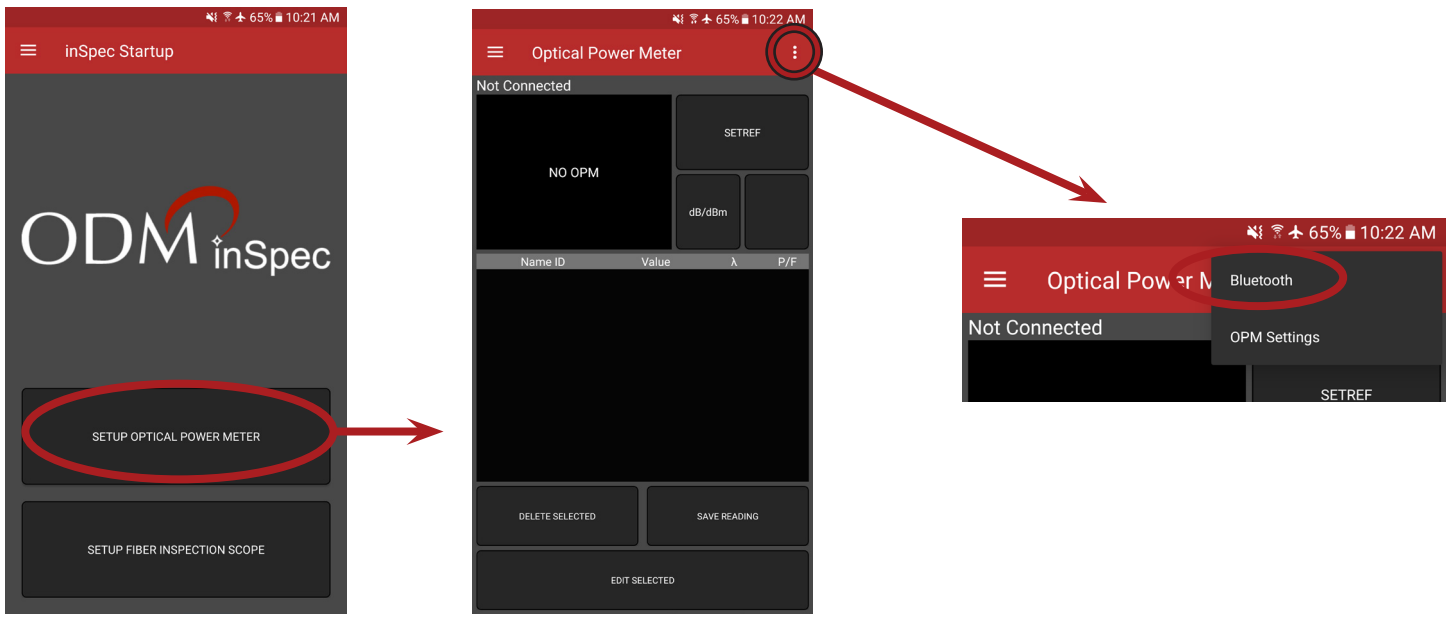 65% 10:21 AM
inSpec Startup
ODM inSpec
SETUP OPTICAL POWER METER
SETUP FIBER INSPECTION SCOPE
65% 10:22 AM
Optical Power Meter
Not Connected
NO OPM
SETREF
dB/dBm
Name ID Value λ P/F
DELETE SELECTED SAVE READING
EDIT SELECTED
65% 10:22 AM
Optical Power M
Bluetooth
Not Connected
OPM Settings
SETREF